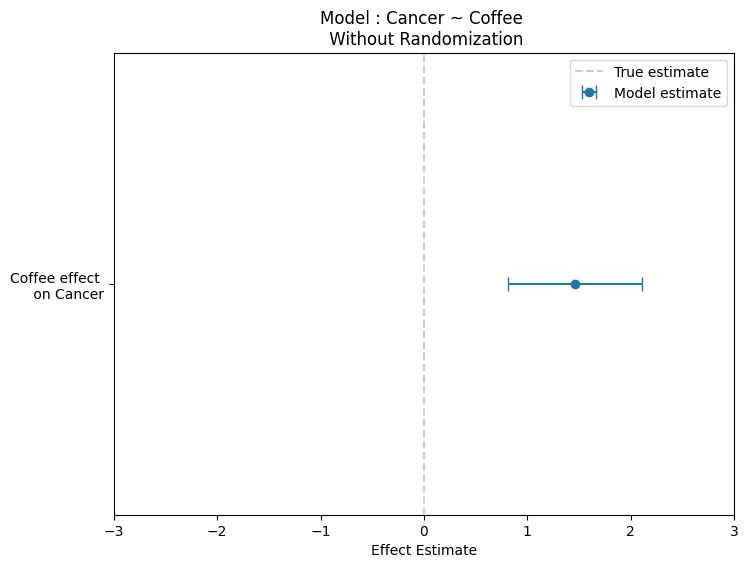 Model : Cancer ~ Coffee
Without Randomization
True estimate
Model estimate
Coffee effect
on Cancer
−3
−2
−1
0
1
2
3
Effect Estimate